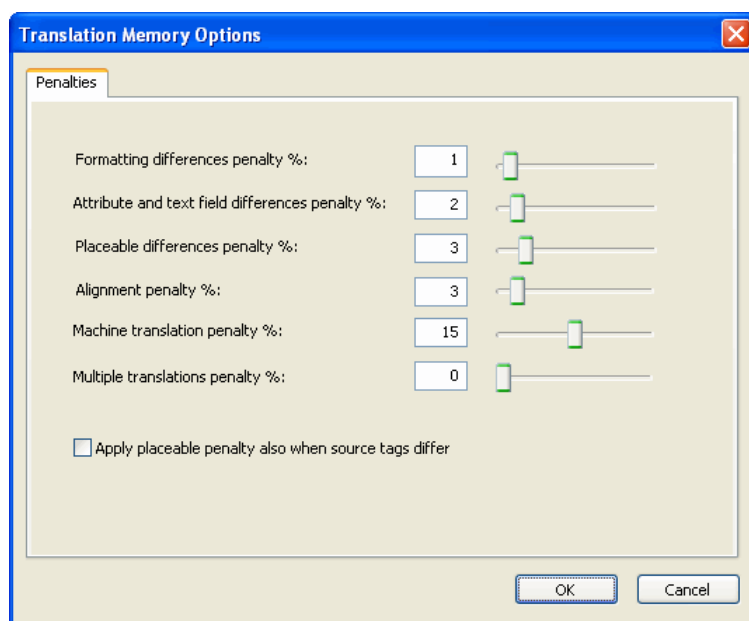 Translation Memory Options
Penalties
Formatting differences penalty %: 1
Attribute and text field differences penalty %: 2
Placeable differences penalty %: 3
Alignment penalty %: 3
Machine translation penalty %: 15
Multiple translations penalty %: 0
Apply placeable penalty also when source tags differ
OK Cancel